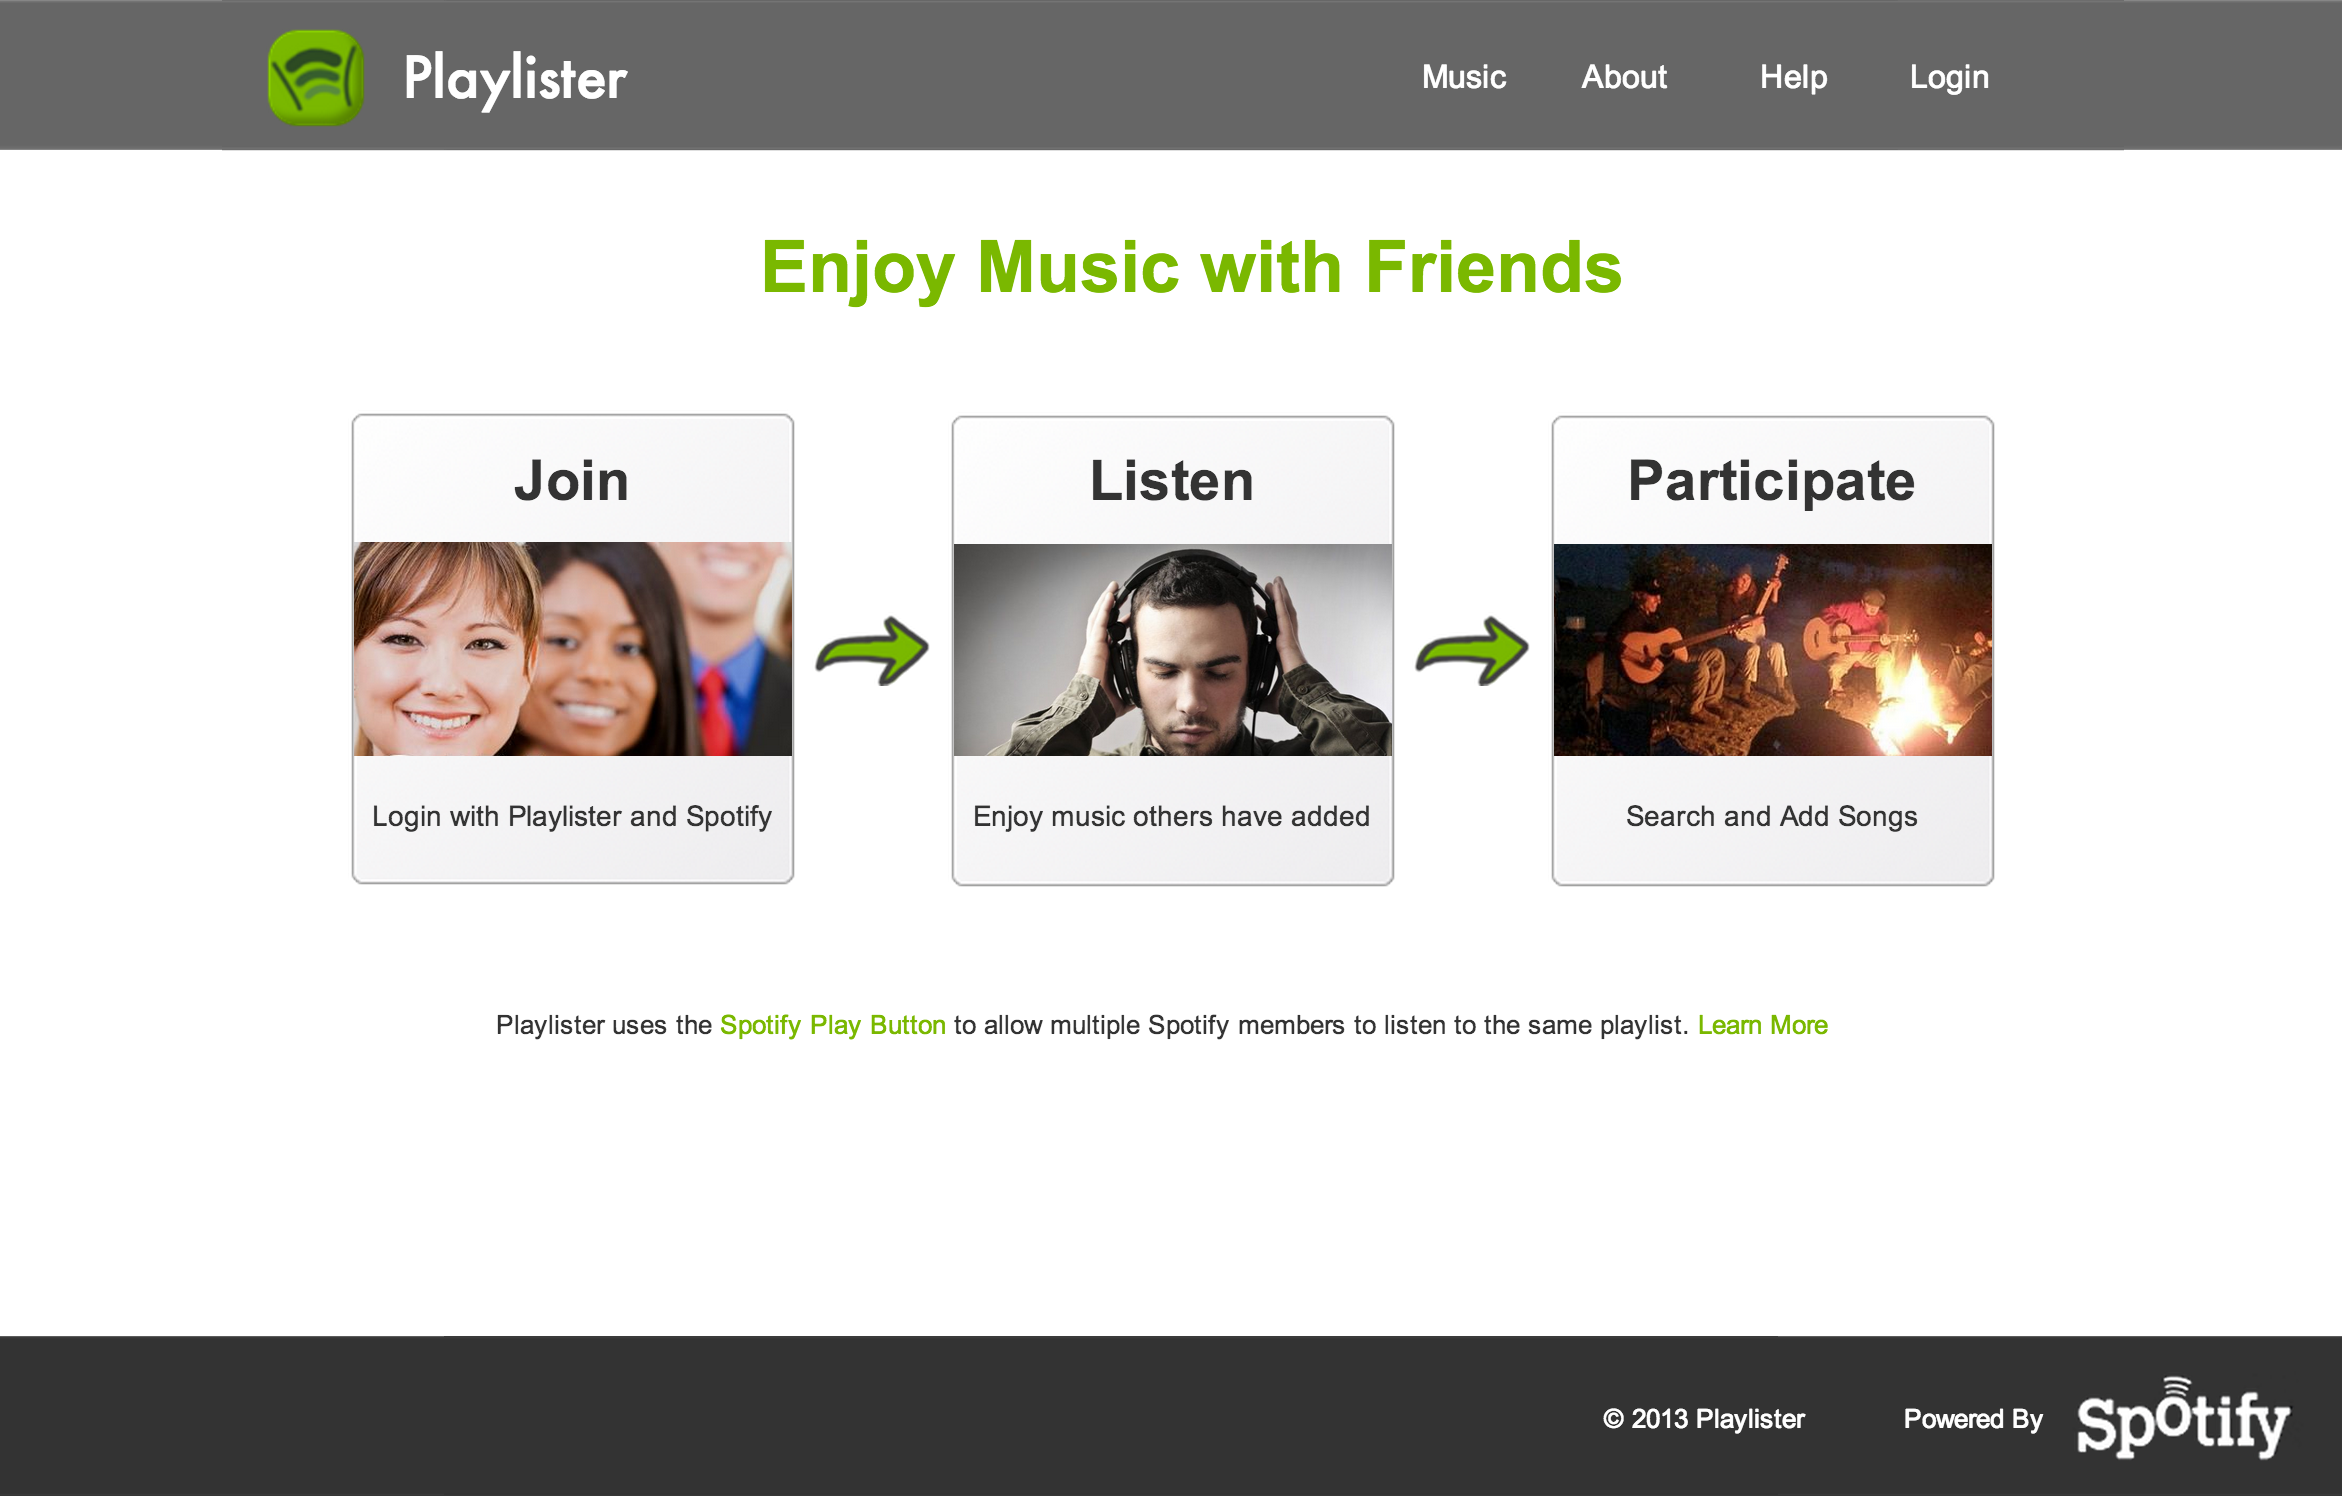 Playlister
Music About Help Login
Enjoy Music with Friends
Join
Listen
Participate
Login with Playlister and Spotify
Enjoy music others have added
Search and Add Songs
Playlister uses the Spotify Play Button to allow multiple Spotify members to listen to the same playlist. Learn More
© 2013 Playlister Powered By Spotify